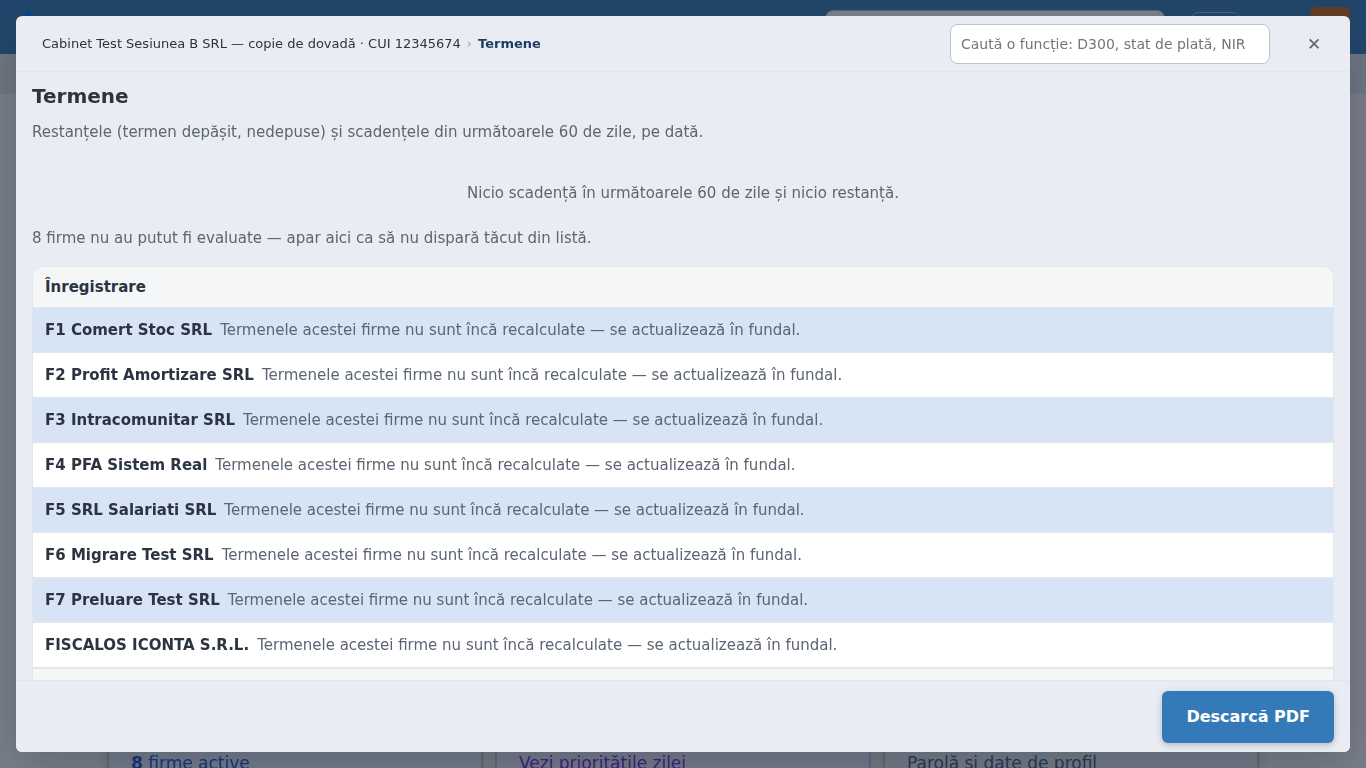 Cabinet Test Sesiunea B SRL — copie de dovadă · CUI 12345674 › Termene
Caută o funcție: D300, stat de plată, NIR
✕
Termene
Restanțele (termen depășit, nedepuse) și scadențele din următoarele 60 de zile, pe dată.
Nicio scadență în următoarele 60 de zile și nicio restanță.
8 firme nu au putut fi evaluate — apar aici ca să nu dispară tăcut din listă.
Înregistrare
F1 Comert Stoc SRL Termenele acestei firme nu sunt încă recalculate — se actualizează în fundal.
F2 Profit Amortizare SRL Termenele acestei firme nu sunt încă recalculate — se actualizează în fundal.
F3 Intracomunitar SRL Termenele acestei firme nu sunt încă recalculate — se actualizează în fundal.
F4 PFA Sistem Real Termenele acestei firme nu sunt încă recalculate — se actualizează în fundal.
F5 SRL Salariati SRL Termenele acestei firme nu sunt încă recalculate — se actualizează în fundal.
F6 Migrare Test SRL Termenele acestei firme nu sunt încă recalculate — se actualizează în fundal.
F7 Preluare Test SRL Termenele acestei firme nu sunt încă recalculate — se actualizează în fundal.
FISCALOS ICONTA S.R.L. Termenele acestei firme nu sunt încă recalculate — se actualizează în fundal.
Descarcă PDF
8 firme active
Vezi prioritățile zilei
Parolă și date de profil